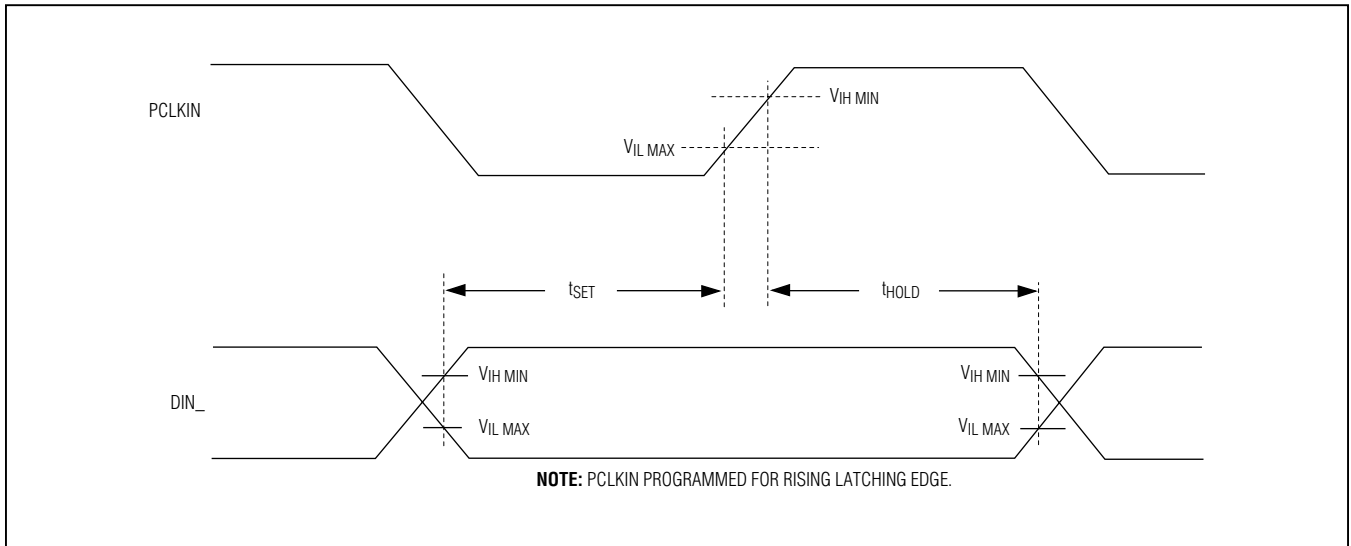 PCLKIN
VIH MIN
VIL MAX
tSET
tHOLD
VIH MIN
VIH MIN
DIN_
VIL MAX
VIL MAX
NOTE: PCLKIN PROGRAMMED FOR RISING LATCHING EDGE.